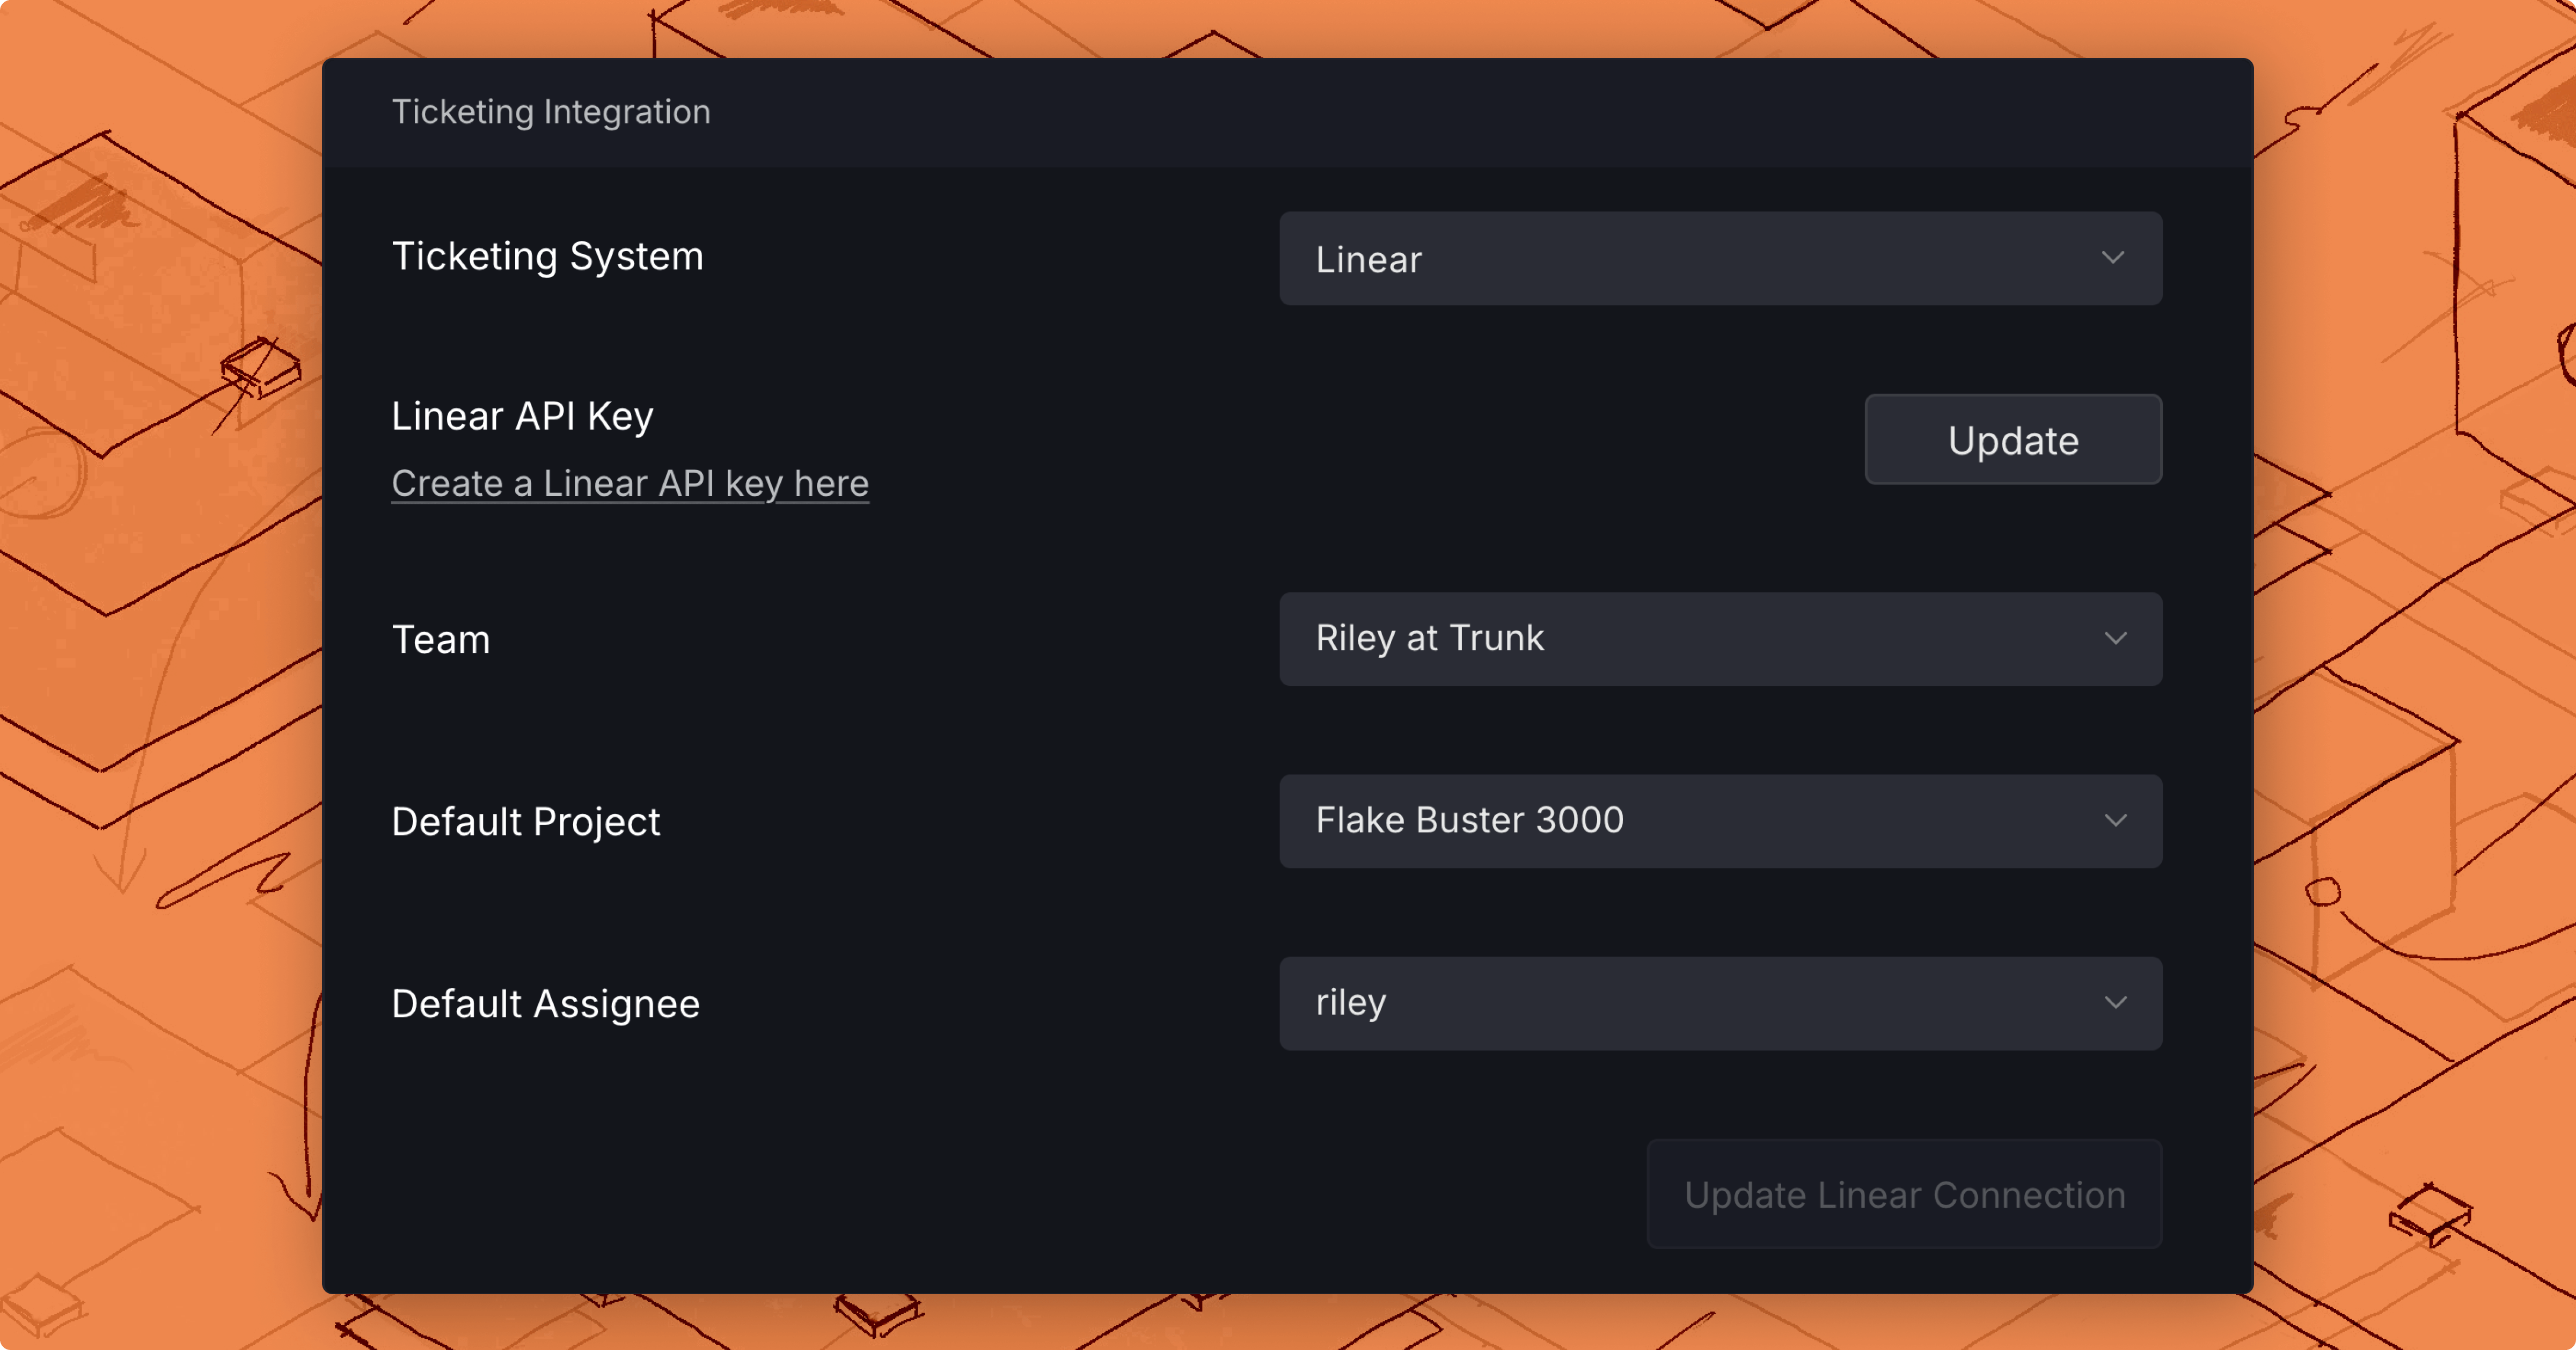 Ticketing Integration
Ticketing System
Linear
Linear API Key
Create a Linear API key here
Update
Team
Riley at Trunk
Default Project
Flake Buster 3000
Default Assignee
riley
Update Linear Connection